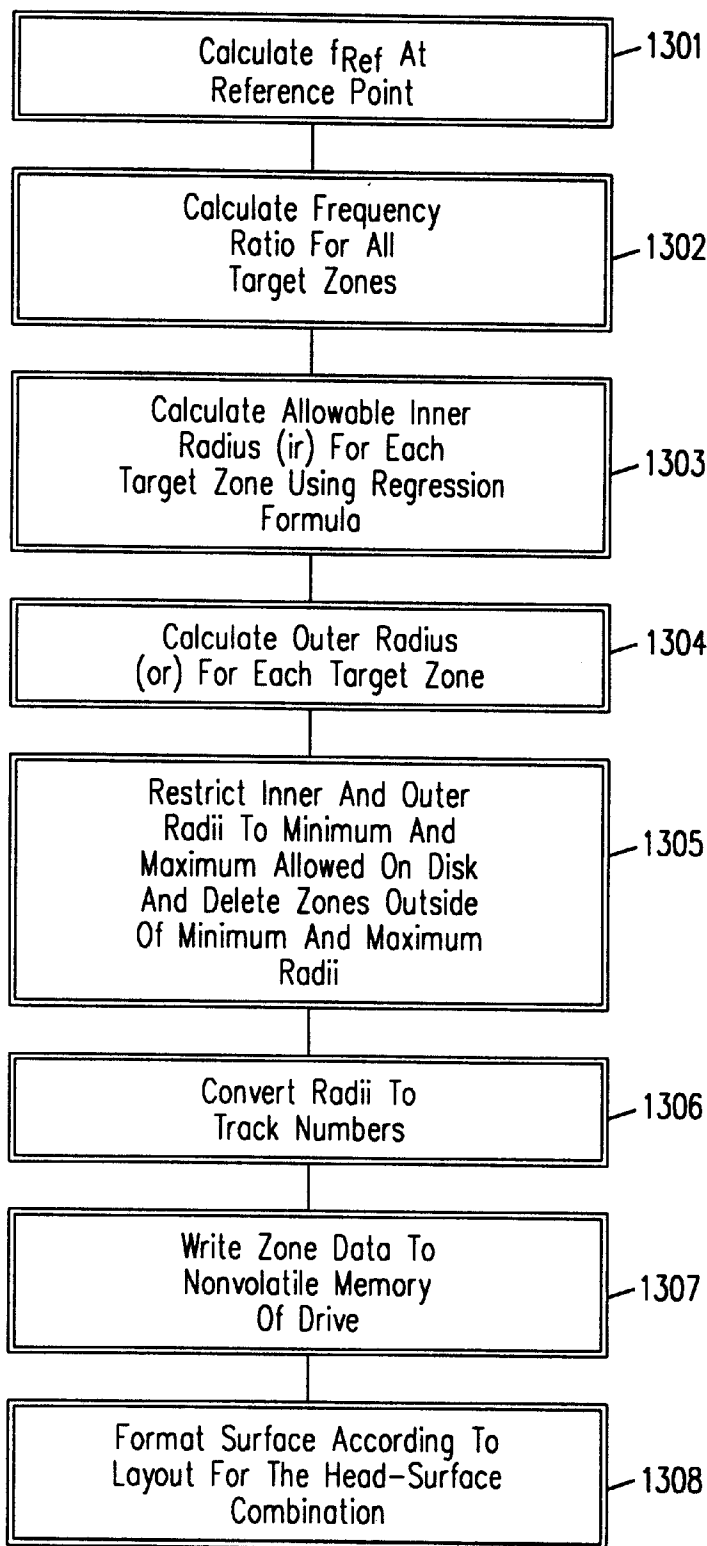 Calculate fRef At
Reference Point
1301
Calculate Frequency
Ratio For All
Target Zones
1302
Calculate Allowable Inner
Radius (ir) For Each
Target Zone Using Regression
Formula
1303
Calculate Outer Radius
(or) For Each Target Zone
1304
Restrict Inner And Outer
Radii To Minimum And
Maximum Allowed On Disk
And Delete Zones Outside
Of Minimum And Maximum
Radii
1305
Convert Radii To
Track Numbers
1306
Write Zone Data To
Nonvolatile Memory
Of Drive
1307
Format Surface According To
Layout For The Head-Surface
Combination
1308